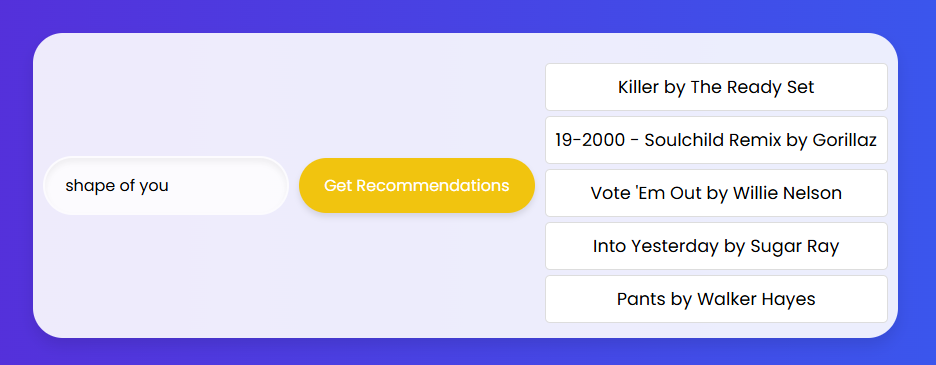 shape of you
Get Recommendations
Killer by The Ready Set
19-2000 - Soulchild Remix by Gorillaz
Vote 'Em Out by Willie Nelson
Into Yesterday by Sugar Ray
Pants by Walker Hayes